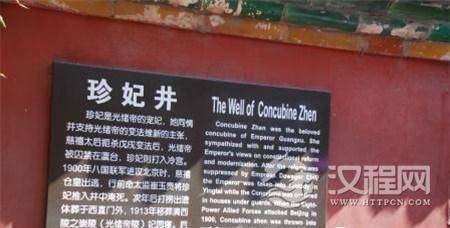 珍妃井
珍妃是光绪帝的宠妃，她同情
并支持光绪帝的变法维新的主张，
慈禧太后扼杀戊戌变法后，光绪帝
被囚禁在瀛台，珍妃则打入冷宫。
1900年八国联军进攻北京时，慈禧
仓皇出逃，行前命太监崔玉贵将珍
妃推入井中淹死。次年后打捞出遗
体葬于西直门外，1913年移葬清西
陵之崇陵（光绪帝陵）妃园寝。
The Well of Concubine Zhen
Concubine Zhen was the beloved
concubine of Emperor Guangxu. She
sympathized with and supported the
Emperor's views on constitutional reform
and modernization. After the
suppressed by Empress Dowager
the Emperor was taken into custody
Yingtai while the Concubine was
in houses under guards. When the Eight-
Power Allied Forces attacked Beijing in
1900, Concubine Zhen was thrown into
汉程网
WWW.HTTPCN.COM